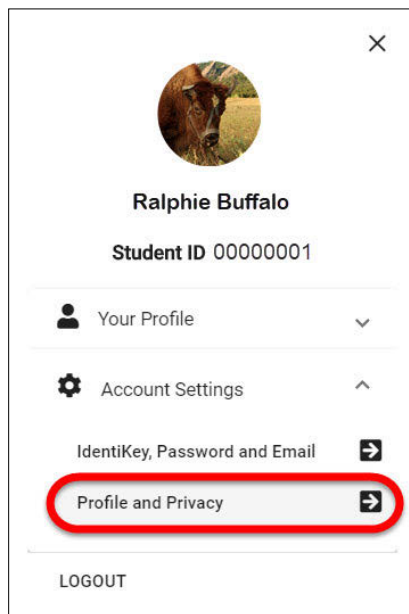 Ralphie Buffalo
Student ID 00000001
Your Profile
Account Settings
IdentiKey, Password and Email
Profile and Privacy
LOGOUT